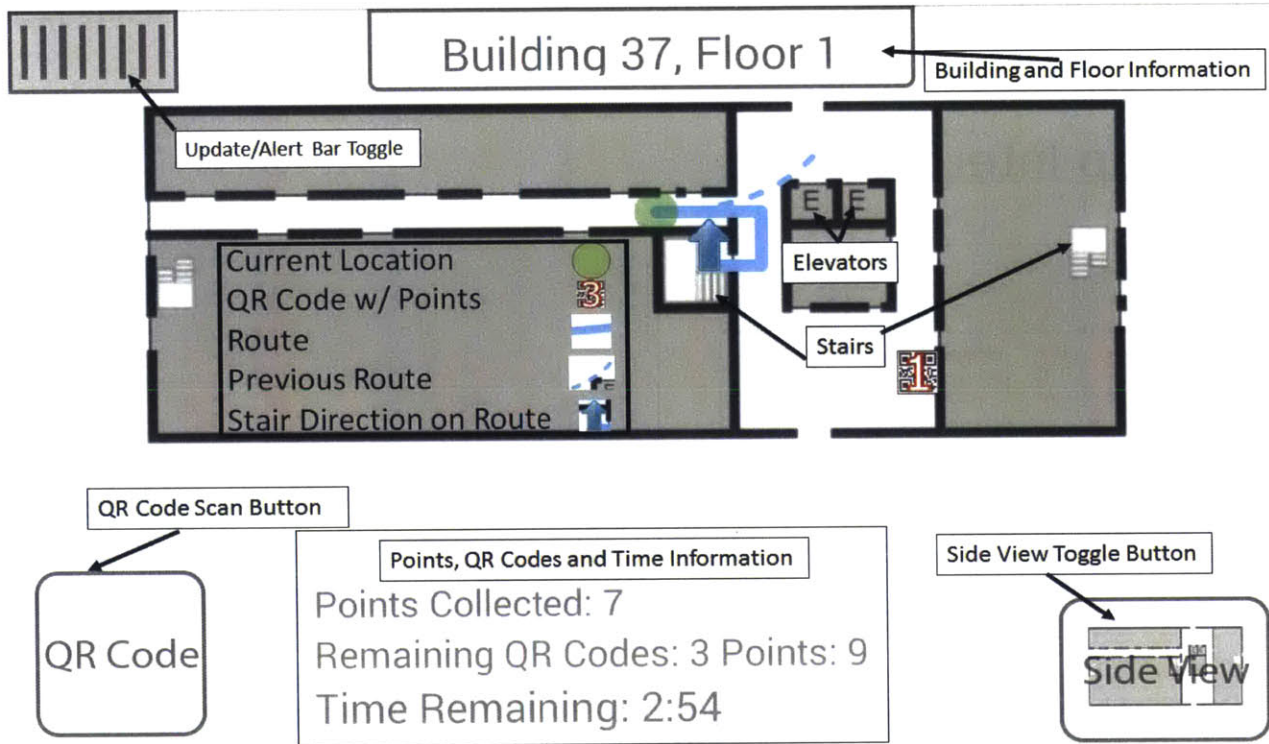 Building 37, Floor 1
Building and Floor Information
Update/Alert Bar Toggle
E E
Elevators
Current Location
QR Code w/ Points
3
Route
Previous Route
Stair Direction on Route
Stairs
1
QR Code Scan Button
Points, QR Codes and Time Information
Side View Toggle Button
Points Collected: 7
QR Code
Remaining QR Codes: 3 Points: 9
Side View
Time Remaining: 2:54